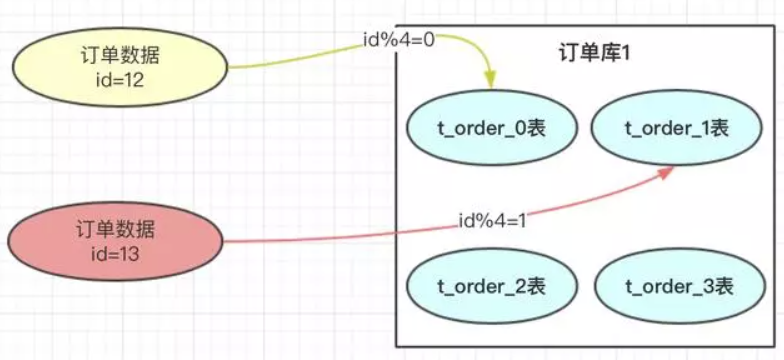 订单数据
id=12
id%4=0
订单库1
t_order_0表
t_order_1表
订单数据
id=13
id%4=1
t_order_2表
t_order_3表